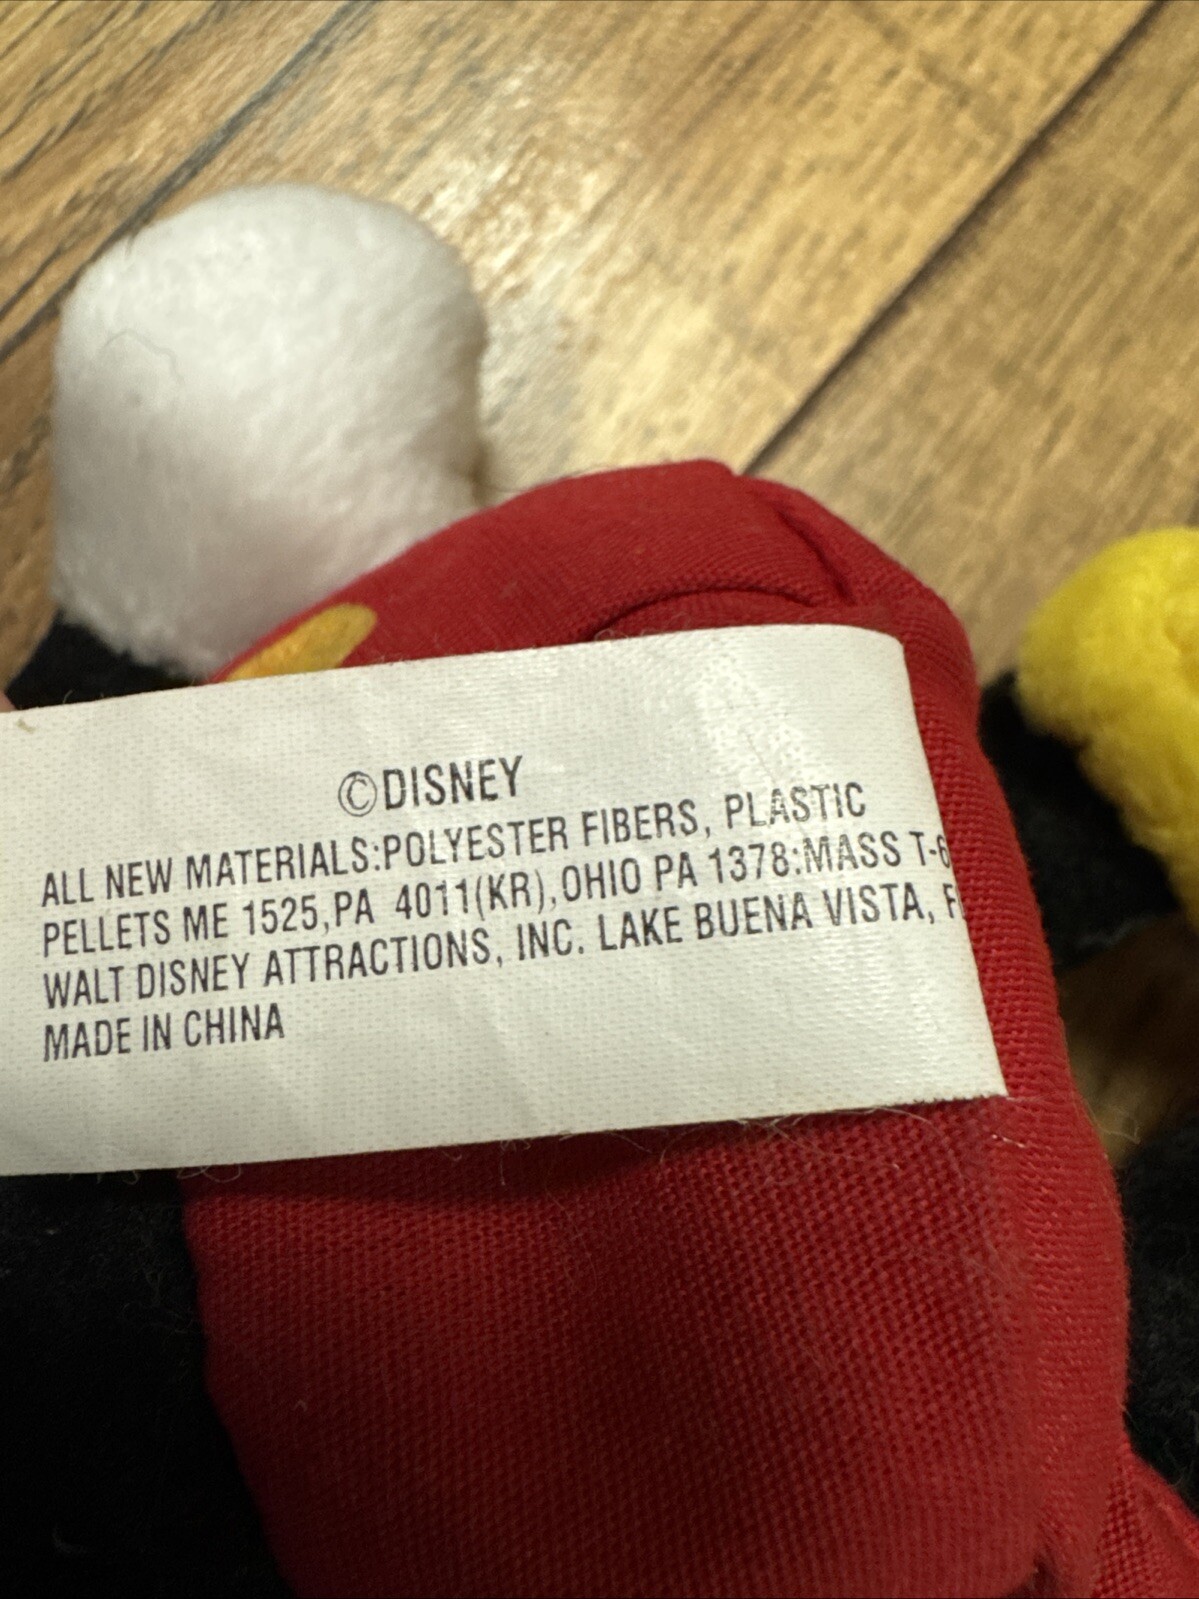 ©DISNEY
ALL NEW MATERIALS:POLYESTER FIBERS, PLASTIC
PELLETS ME 1525,PA 4011(KR),OHIO PA 1378:MASS T-6
WALT DISNEY ATTRACTIONS, INC. LAKE BUENA VISTA, F
MADE IN CHINA